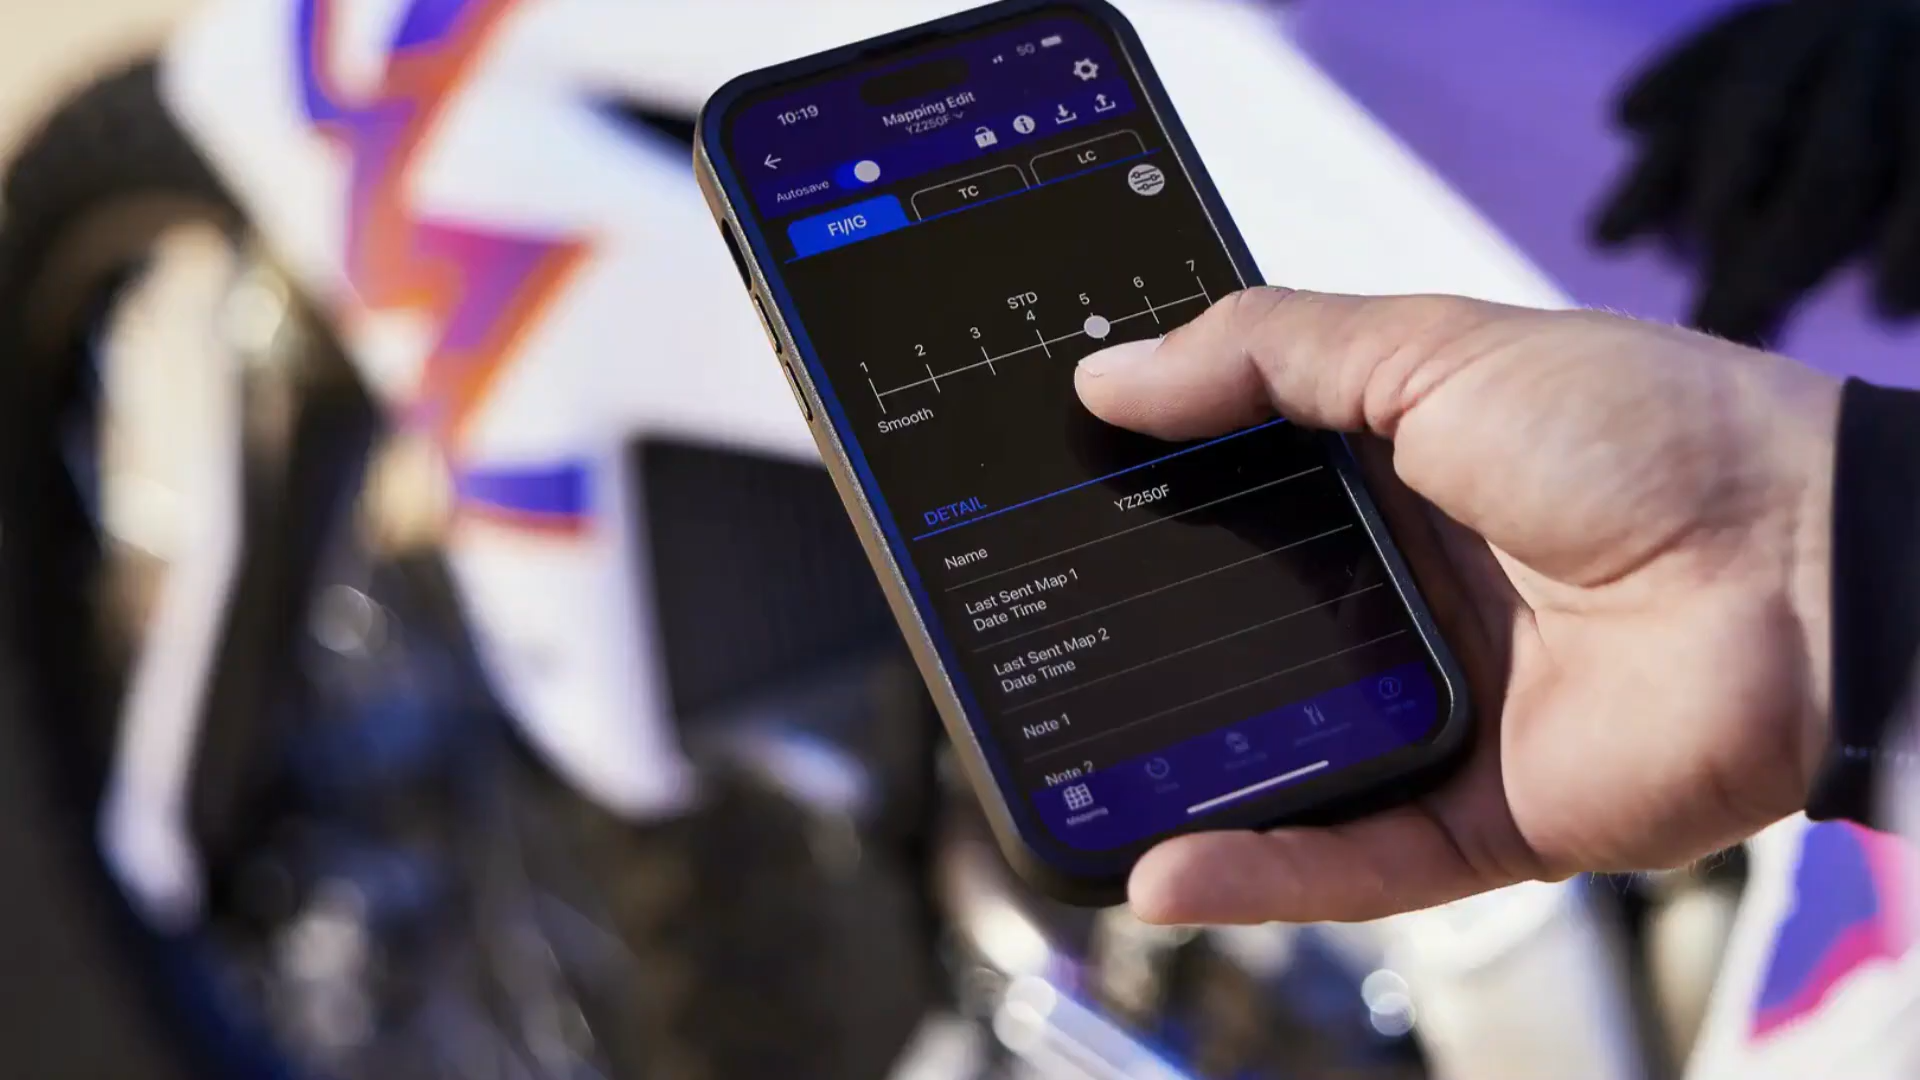 10:19
5G
Mapping Edit
YZ250F
Autosave
FI/IG
TC
LC
1
2
3
STD
4
5
6
7
Smooth
DETAIL
Name
YZ250F
Last Sent Map 1
Date Time
Last Sent Map 2
Date Time
Note 1
Note 2
Mapping